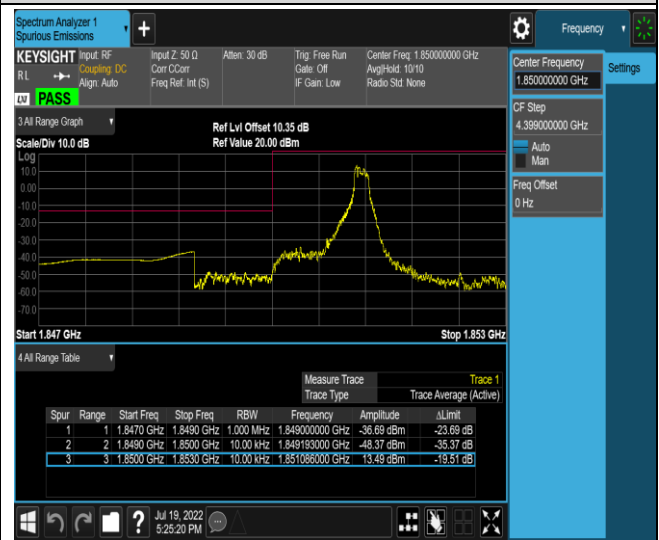 Spectrum Analyzer 1
Spurious Emissions
Frequency
KEYSIGHT
Input: RF
Input Z: 50 Ω
Atten: 30 dB
Trig: Free Run
Center Freq: 1.850000000 GHz
RL
Coupling: DC
Corr CCorr
Gate: Off
Avg|Hold: 10/10
Align: Auto
Freq Ref: Int (S)
IF Gain: Low
Radio Std: None
PASS
Center Frequency
1.850000000 GHz
Settings
CF Step
4.399000000 GHz
Auto
Man
Freq Offset
0 Hz
3 All Range Graph
Ref Lvl Offset 10.35 dB
Scale/Div 10.0 dB
Ref Value 20.00 dBm
Log
10.0
0.00
-10.0
-20.0
-30.0
-40.0
-50.0
-60.0
-70.0
Start 1.847 GHz
Stop 1.853 GHz
4 All Range Table
Measure Trace Trace 1
Trace Type Trace Average (Active)
Spur Range Start Freq Stop Freq RBW Frequency Amplitude ΔLimit
1 1 1.8470 GHz 1.8490 GHz 1.000 MHz 1.849000000 GHz -36.69 dBm -23.69 dB
2 2 1.8490 GHz 1.8500 GHz 10.00 kHz 1.849193000 GHz -48.37 dBm -35.37 dB
3 3 1.8500 GHz 1.8530 GHz 10.00 kHz 1.851086000 GHz 13.49 dBm -19.51 dB
Jul 19, 2022
5:25:20 PM